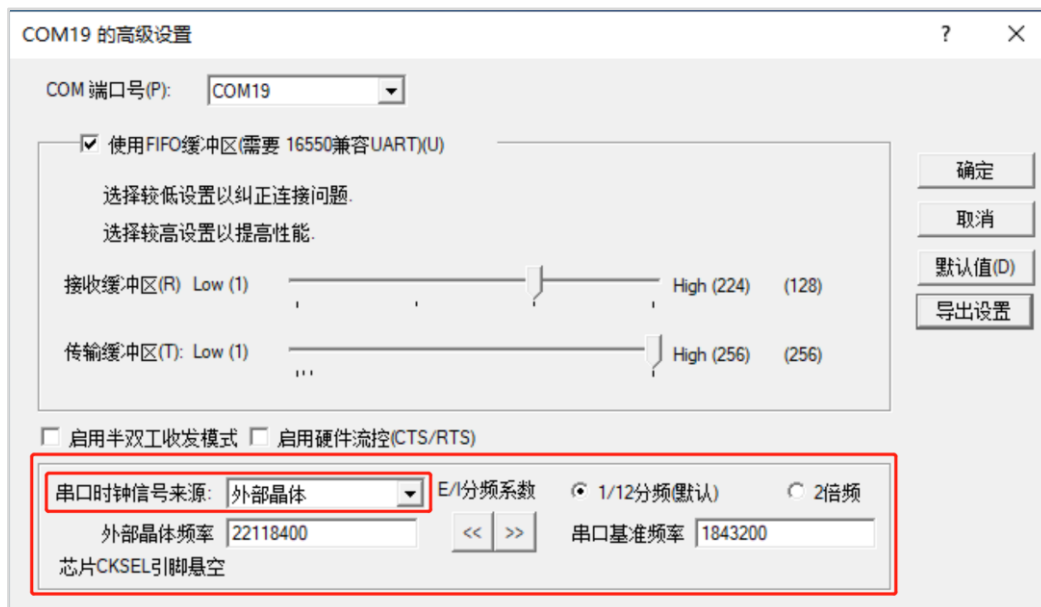 COM19 的高级设置
?
COM 端口号(P): COM19
使用FIFO缓冲区(需要 16550兼容UART)(U)
选择较低设置以纠正连接问题.
选择较高设置以提高性能.
接收缓冲区(R) Low (1) High (224) (128)
传输缓冲区(T): Low (1) High (256) (256)
确定
取消
默认值(D)
导出设置
启用半双工收发模式 启用硬件流控(CTS/RTS)
串口时钟信号来源: 外部晶体 E/I分频系数 1/12分频(默认) 2倍频
外部晶体频率 22118400 << >> 串口基准频率 1843200
芯片CKSEL引脚悬空